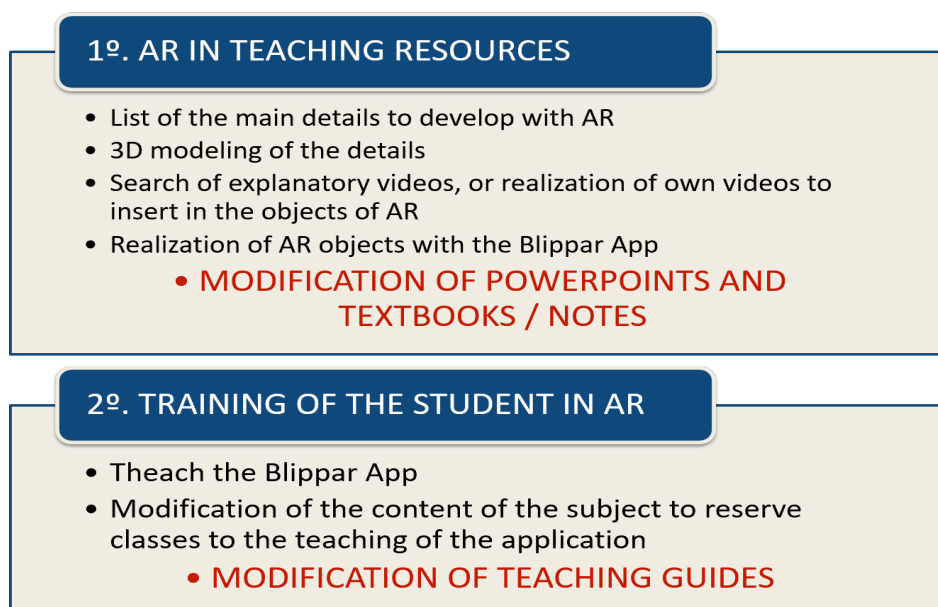 1º. AR IN TEACHING RESOURCES
• List of the main details to develop with AR
• 3D modeling of the details
• Search of explanatory videos, or realization of own videos to
insert in the objects of AR
• Realization of AR objects with the Blippar App
• MODIFICATION OF POWERPOINTS AND
TEXTBOOKS / NOTES
2º. TRAINING OF THE STUDENT IN AR
• Theach the Blippar App
• Modification of the content of the subject to reserve
classes to the teaching of the application
• MODIFICATION OF TEACHING GUIDES